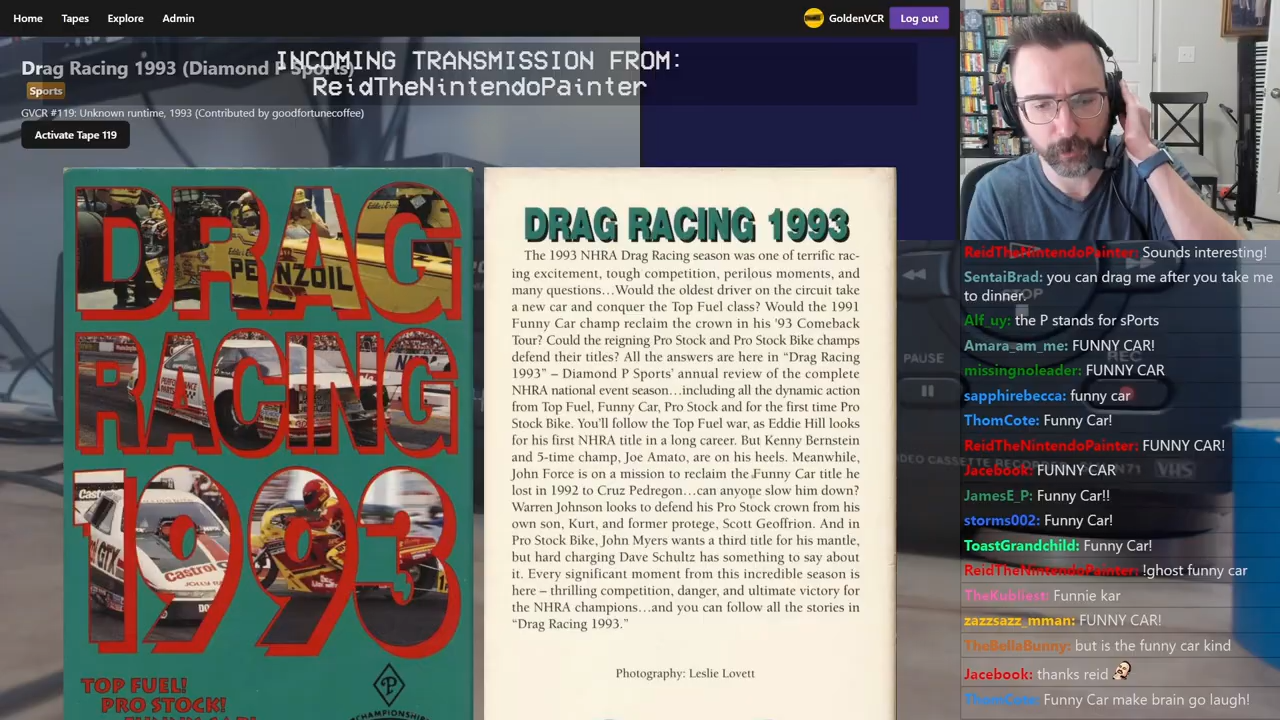 Home Tapes Explore Admin
GoldenVCR Log out
Drag Racing 1993 (Diamond P Sports)
INCOMING TRANSMISSION FROM:
ReidTheNintendoPainter
Sports
GVCR #119: Unknown runtime, 1993 (Contributed by goodfortunecoffee)
Activate Tape 119
DRAG
PENNZOIL
RACING
1993
Castrol
GTX
TOP FUEL!
PRO STOCK!
P
CHAMPIONSHIP
DRAG RACING 1993
The 1993 NHRA Drag Racing season was one of terrific rac-
ing excitement, tough competition, perilous moments, and
many questions…Would the oldest driver on the circuit take
a new car and conquer the Top Fuel class? Would the 1991
Funny Car champ reclaim the crown in his '93 Comeback
Tour? Could the reigning Pro Stock and Pro Stock Bike champs
defend their titles? All the answers are here in “Drag Racing
1993” – Diamond P Sports' annual review of the complete
NHRA national event season…including all the dynamic action
from Top Fuel, Funny Car, Pro Stock and for the first time Pro
Stock Bike. You'll follow the Top Fuel war, as Eddie Hill looks
for his first NHRA title in a long career. But Kenny Bernstein
and 5-time champ, Joe Amato, are on his heels. Meanwhile,
John Force is on a mission to reclaim the Funny Car title he
lost in 1992 to Cruz Pedregon…can anyone slow him down?
Warren Johnson looks to defend his Pro Stock crown from his
own son, Kurt, and former protege, Scott Geoffrion. And in
Pro Stock Bike, John Myers wants a third title for his mantle,
but hard charging Dave Schultz has something to say about
it. Every significant moment from this incredible season is
here – thrilling competition, danger, and ultimate victory for
the NHRA champions…and you can follow all the stories in
“Drag Racing 1993.”
Photography: Leslie Lovett
PAUSE
STOP
REC
VHS
ReidTheNintendoPainter: Sounds interesting!
SentaiBrad: you can drag me after you take me
to dinner.
Alf_uy: the P stands for sPorts
Amara_am_me: FUNNY CAR!
missingnoleader: FUNNY CAR
sapphirebecca: funny car
ThomCote: Funny Car!
ReidTheNintendoPainter: FUNNY CAR!
Jacebook: FUNNY CAR
JamesE_P: Funny Car!!
storms002: Funny Car!
ToastGrandchild: Funny Car!
ReidTheNintendoPainter: !ghost funny car
TheKubliest: Funnie kar
zazzsazz_mman: FUNNY CAR!
TheBellaBunny: but is the funny car kind
Jacebook: thanks reid
ThomCote: Funny Car make brain go laugh!